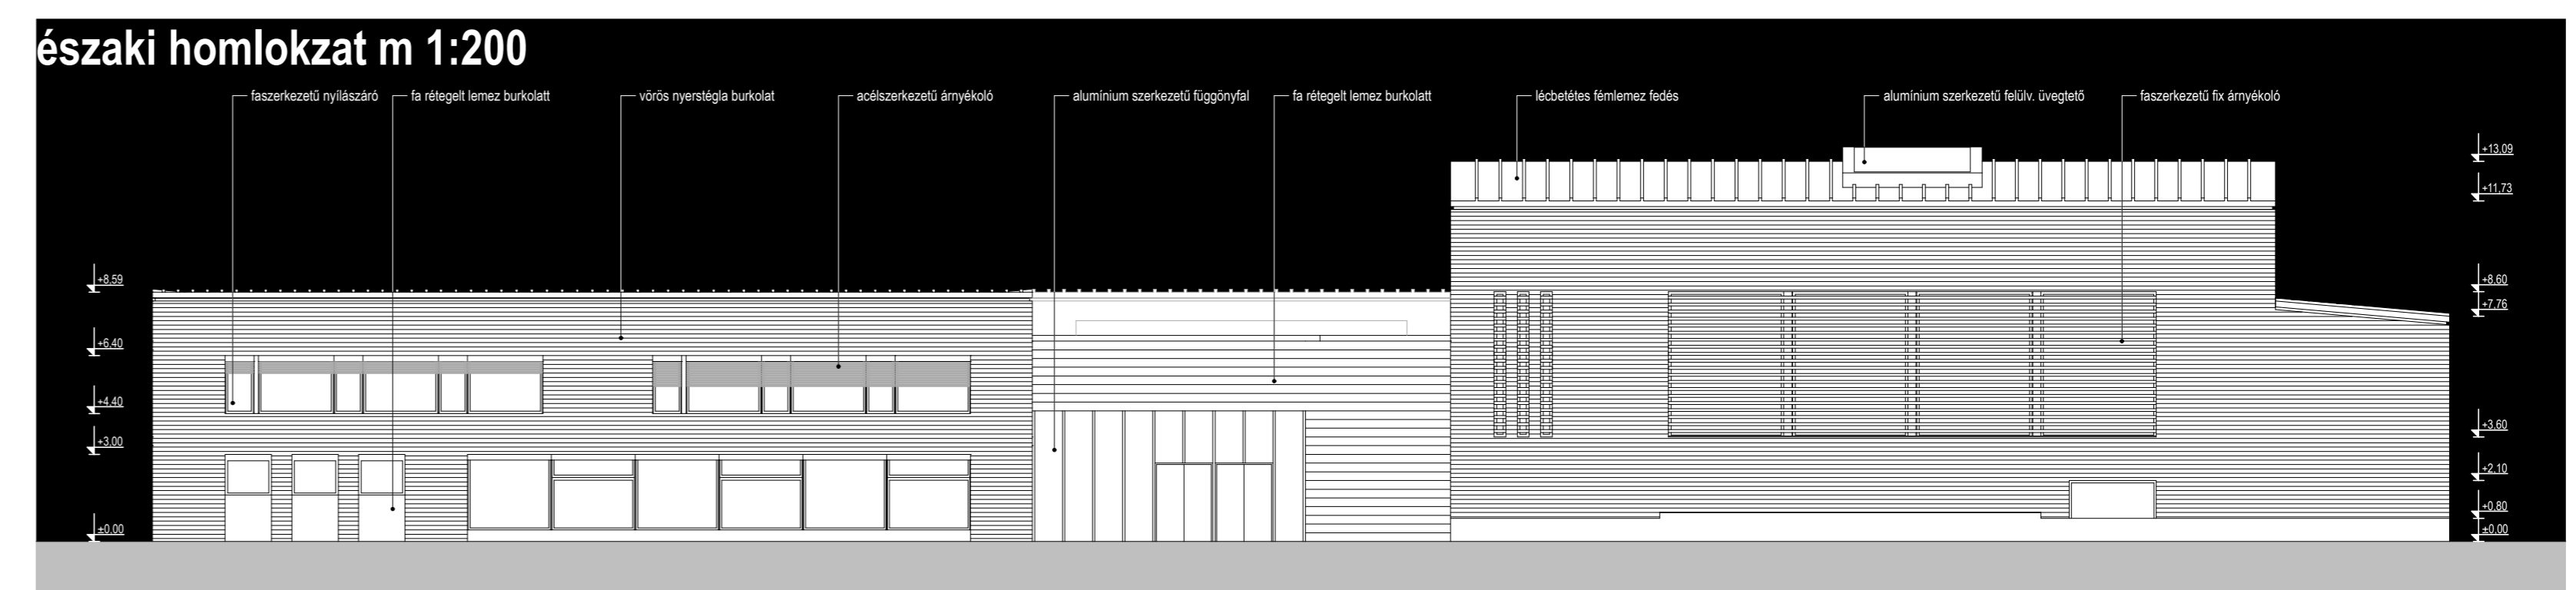 északi homlokzat m 1:200
faszerkezetű nyílászáró
fa rétegelt lemez burkolatt
vörös nyerstégla burkolat
acélszerkezetű árnyékoló
alumínium szerkezetű függönyfal
fa rétegelt lemez burkolatt
lécbetétes fémlemez fedés
alumínium szerkezetű felülv. üvegtető
faszerkezetű fix árnyékoló
+8,59
+6,40
+4,40
+3,00
±0,00
+13,09
+11,73
+8,60
+7,76
+3,60
+2,10
+0,80
±0,00